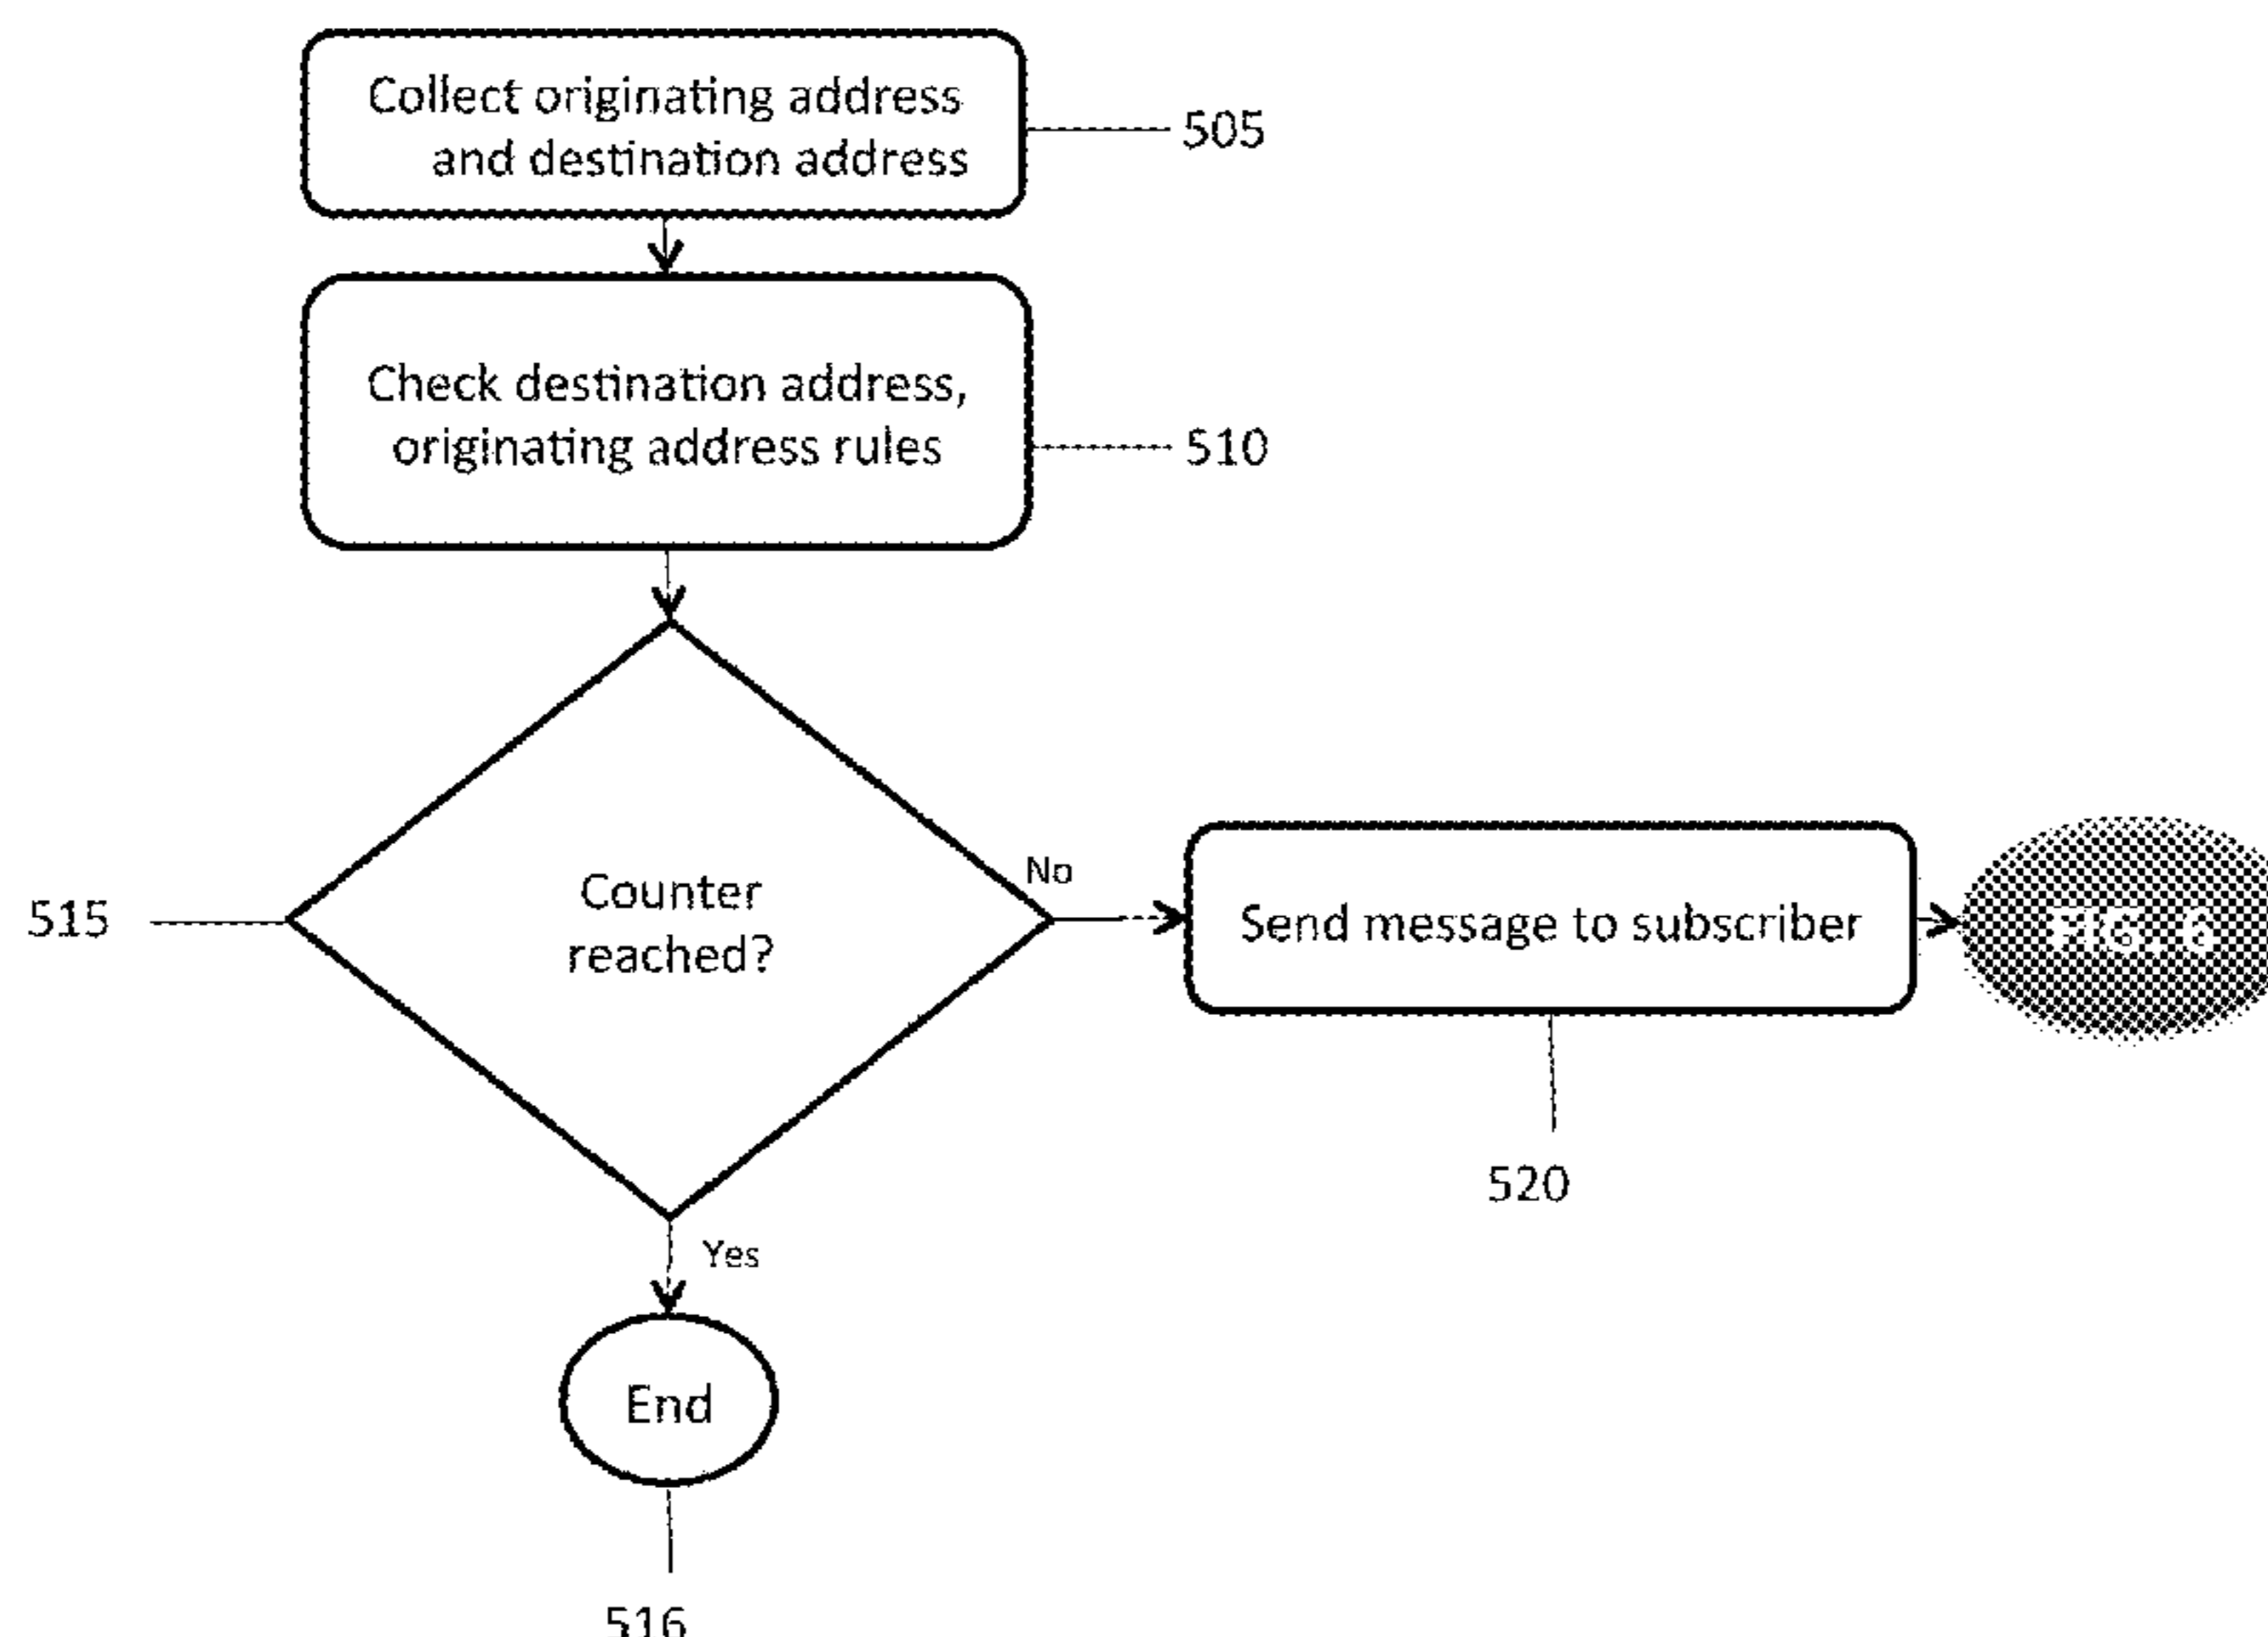 Collect originating address
and destination address
505
Check destination address,
originating address rules
510
Counter
reached?
515
No
Send message to subscriber
520
Yes
End
516